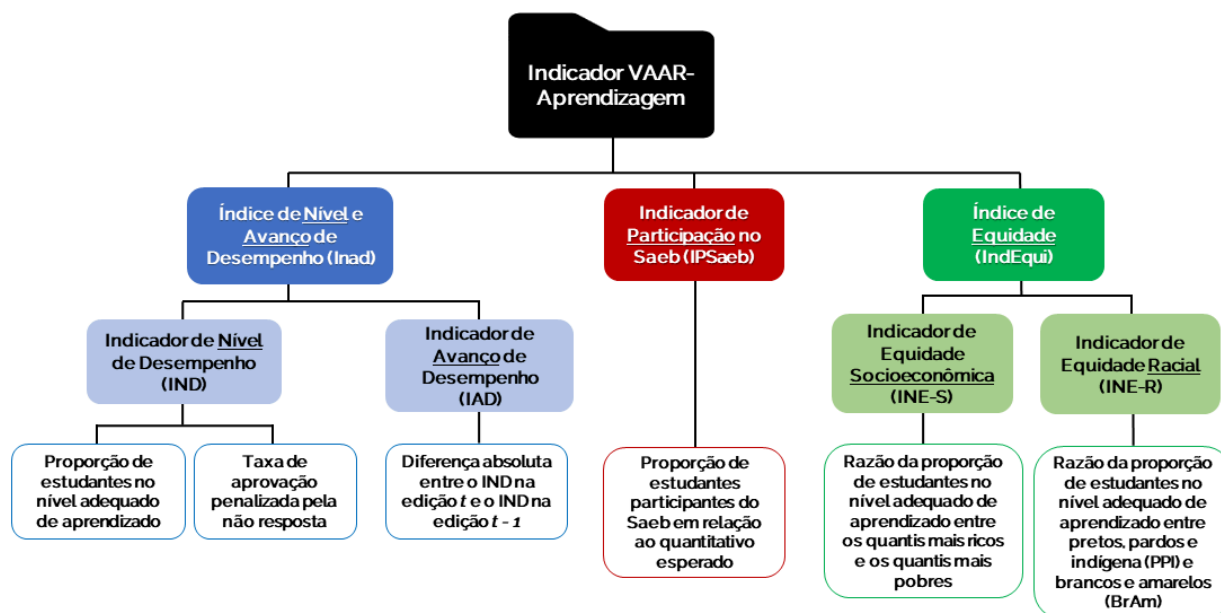 Indicador VAAR-
Aprendizagem
Índice de Nível e
Avanço de
Desempenho (Inad)
Indicador de
Participação no
Saeb (IPSaeb)
Índice de
Equidade
(IndEqui)
Indicador de Nível
de Desempenho
(IND)
Indicador de
Avanço de
Desempenho
(IAD)
Indicador de
Equidade
Socioeconômica
(INE-S)
Indicador de
Equidade Racial
(INE-R)
Proporção de
estudantes no
nível adequado
de aprendizado
Taxa de
aprovação
penalizada pela
não resposta
Diferença absoluta
entre o IND na
edição t e o IND na
edição t - 1
Proporção de
estudantes
participantes do
Saeb em relação
ao quantitativo
esperado
Razão da proporção
de estudantes no
nível adequado de
aprendizado entre
os quantis mais ricos
e os quantis mais
pobres
Razão da proporção
de estudantes no
nível adequado de
aprendizado entre
pretos, pardos e
indígena (PPI) e
brancos e amarelos
(BrAm)